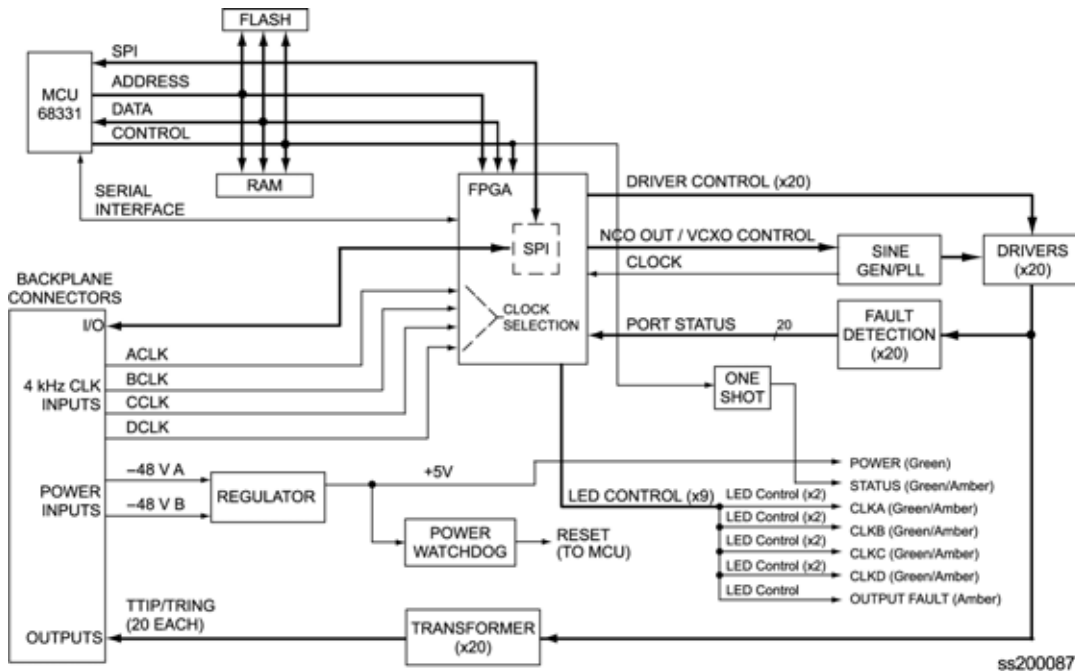 FLASH
SPI
MCU
68331
ADDRESS
DATA
CONTROL
RAM
SERIAL
INTERFACE
FPGA
DRIVER CONTROL (x20)
SPI
NCO OUT / VCXO CONTROL
SINE
GEN/PLL
DRIVERS
(x20)
CLOCK
BACKPLANE
CONNECTORS
I/O
CLOCK
SELECTION
PORT STATUS
20
FAULT
DETECTION
(x20)
ACLK
4 kHz CLK
INPUTS
BCLK
CCLK
DCLK
ONE
SHOT
–48 V A
POWER
INPUTS
–48 V B
REGULATOR
+5V
POWER (Green)
STATUS (Green/Amber)
LED CONTROL (x9)
LED Control (x2)
CLKA (Green/Amber)
LED Control (x2)
CLKB (Green/Amber)
LED Control (x2)
CLKC (Green/Amber)
LED Control (x2)
CLKD (Green/Amber)
LED Control
OUTPUT FAULT (Amber)
POWER
WATCHDOG
RESET
(TO MCU)
TTIP/TRING
(20 EACH)
OUTPUTS
TRANSFORMER
(x20)
ss200087